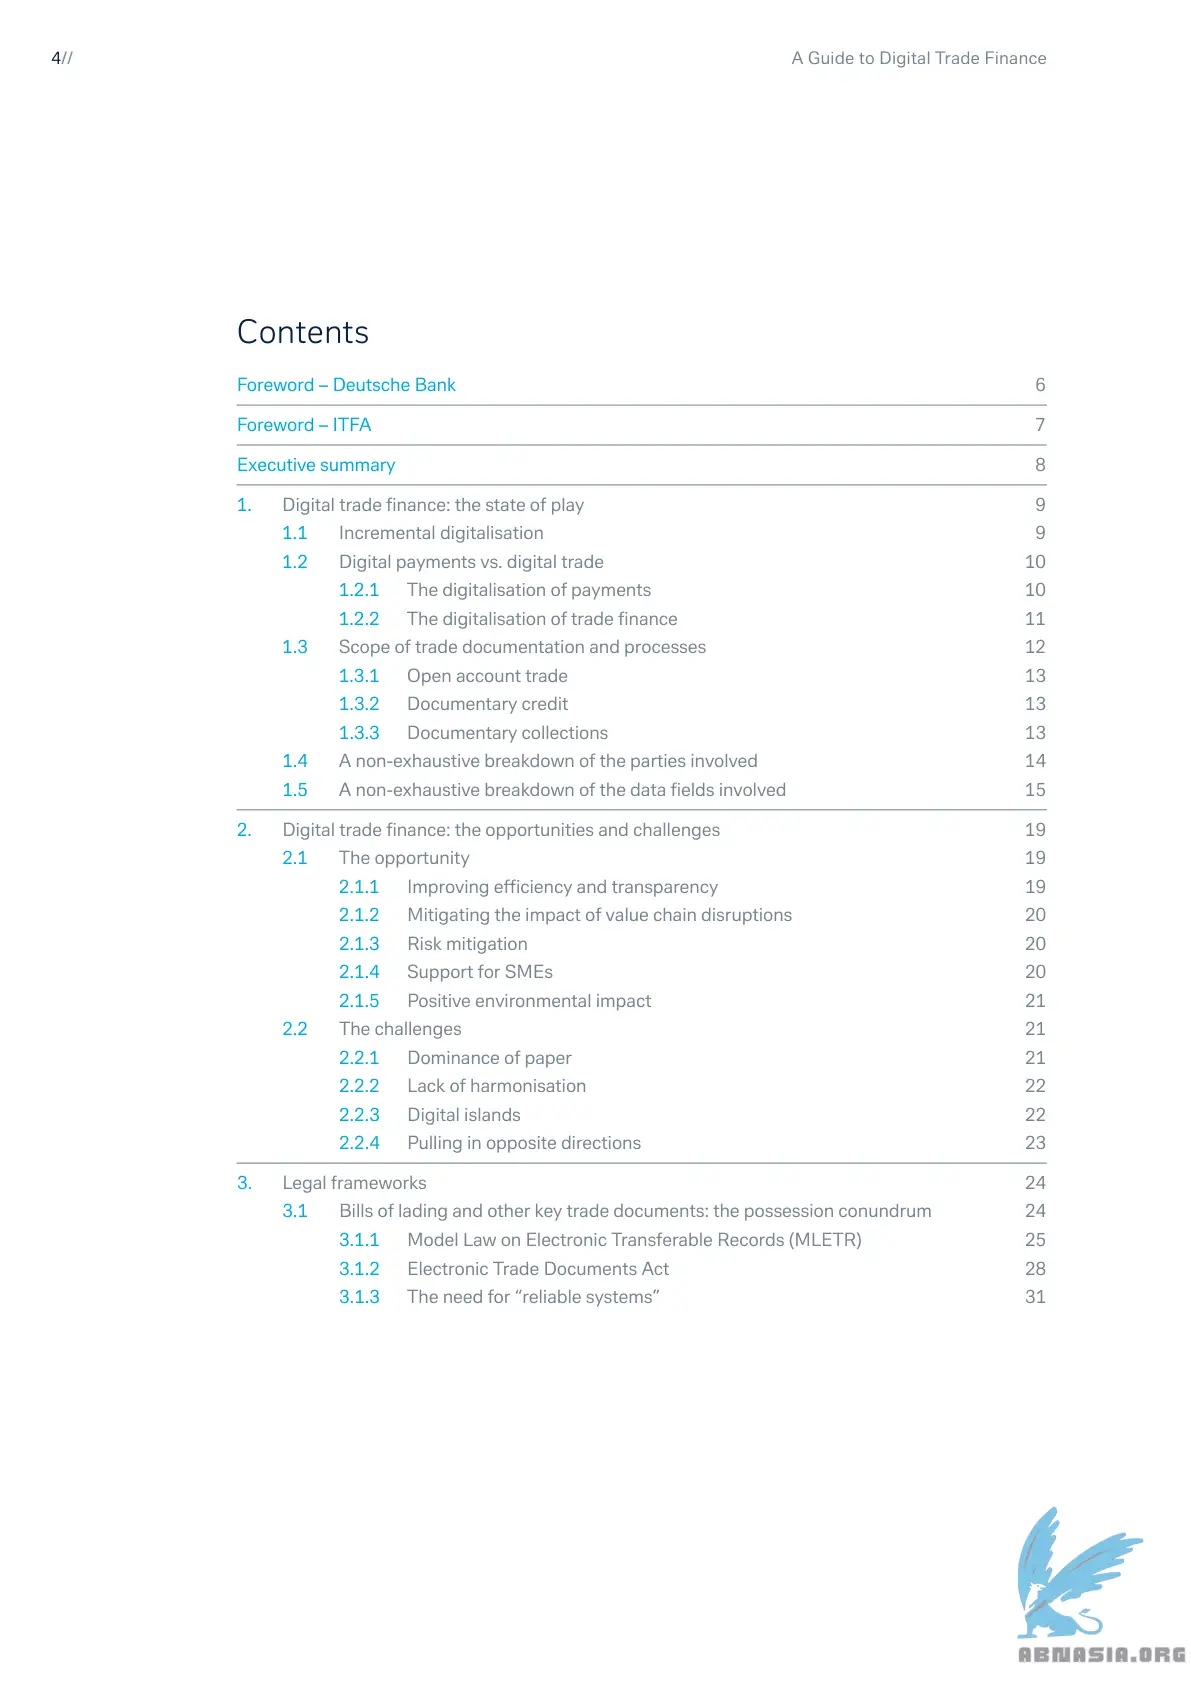 4//
A Guide to Digital Trade Finance
Contents
Foreword – Deutsche Bank 6
Foreword – ITFA 7
Executive summary 8
1. Digital trade finance: the state of play 9
1.1 Incremental digitalisation 9
1.2 Digital payments vs. digital trade 10
1.2.1 The digitalisation of payments 10
1.2.2 The digitalisation of trade finance 11
1.3 Scope of trade documentation and processes 12
1.3.1 Open account trade 13
1.3.2 Documentary credit 13
1.3.3 Documentary collections 13
1.4 A non-exhaustive breakdown of the parties involved 14
1.5 A non-exhaustive breakdown of the data fields involved 15
2. Digital trade finance: the opportunities and challenges 19
2.1 The opportunity 19
2.1.1 Improving efficiency and transparency 19
2.1.2 Mitigating the impact of value chain disruptions 20
2.1.3 Risk mitigation 20
2.1.4 Support for SMEs 20
2.1.5 Positive environmental impact 21
2.2 The challenges 21
2.2.1 Dominance of paper 21
2.2.2 Lack of harmonisation 22
2.2.3 Digital islands 22
2.2.4 Pulling in opposite directions 23
3. Legal frameworks 24
3.1 Bills of lading and other key trade documents: the possession conundrum 24
3.1.1 Model Law on Electronic Transferable Records (MLETR) 25
3.1.2 Electronic Trade Documents Act 28
3.1.3 The need for “reliable systems” 31
ABNASIA.ORG